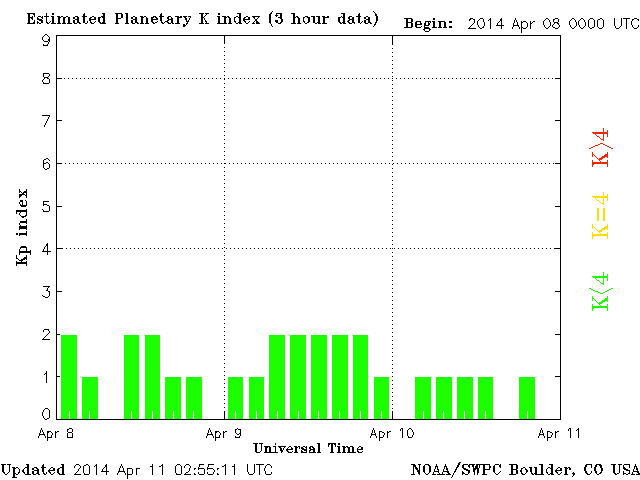 Estimated Planetary K index (3 hour data)
Begin: 2014 Apr 08 0000 UTC
9
8
7
6
5
4
3
2
1
0
Kp index
K>4
K=4
K<4
Apr 8
Apr 9
Apr 10
Apr 11
Universal Time
Updated 2014 Apr 11 02:55:11 UTC
NOAA/SWPC Boulder, CO USA